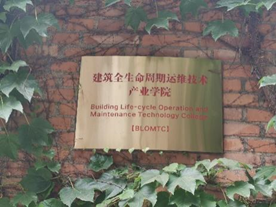 建筑全生命周期运维技术
产业学院
Building Life-cycle Operation and
Maintenance Technology College
【BLOMTC】